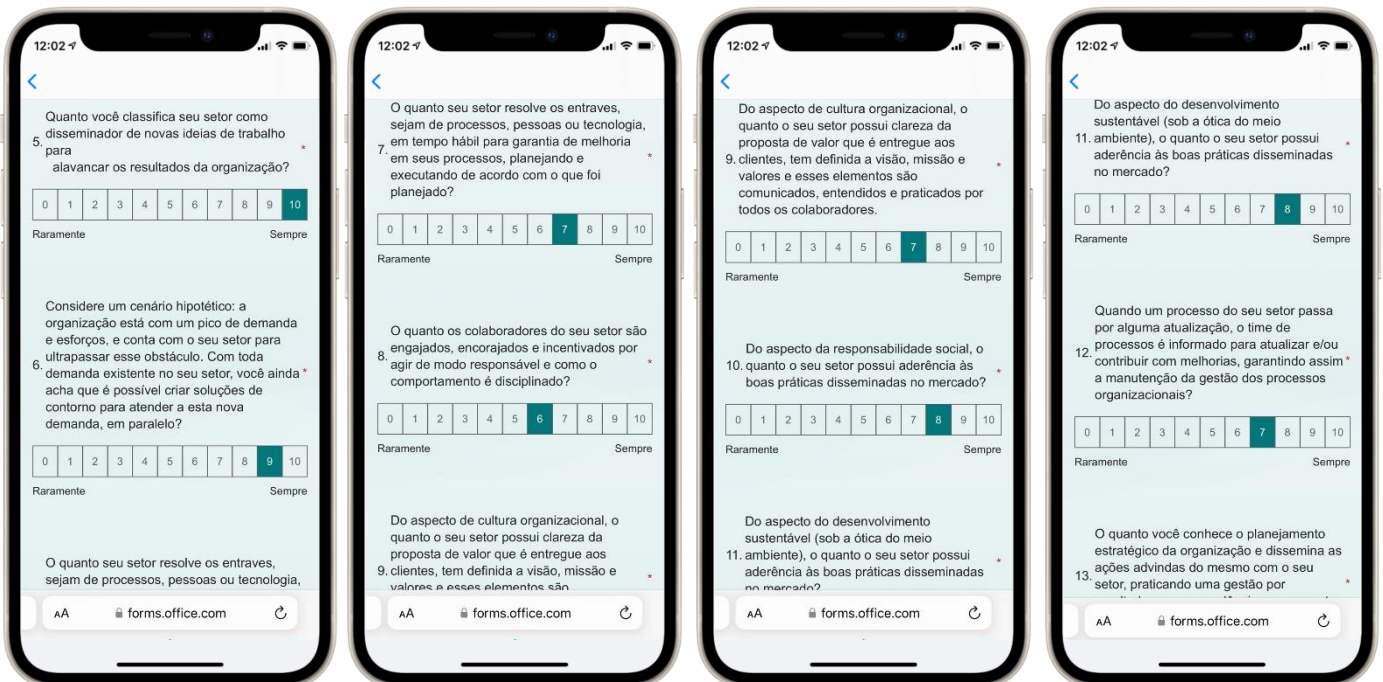 12:02
Quanto você classifica seu setor como
5. disseminador de novas ideias de trabalho
para *
alavancar os resultados da organização?
0 1 2 3 4 5 6 7 8 9 10
Raramente Sempre
Considere um cenário hipotético: a
organização está com um pico de demanda
e esforços, e conta com o seu setor para
ultrapassar esse obstáculo. Com toda
6. demanda existente no seu setor, você ainda *
acha que é possível criar soluções de
contorno para atender a esta nova
demanda, em paralelo?
0 1 2 3 4 5 6 7 8 9 10
Raramente Sempre
O quanto seu setor resolve os entraves,
sejam de processos, pessoas ou tecnologia,
AA forms.office.com
12:02
O quanto seu setor resolve os entraves,
sejam de processos, pessoas ou tecnologia,
7. em tempo hábil para garantia de melhoria
em seus processos, planejando e *
executando de acordo com o que foi
planejado?
0 1 2 3 4 5 6 7 8 9 10
Raramente Sempre
O quanto os colaboradores do seu setor são
8. engajados, encorajados e incentivados por *
agir de modo responsável e como o
comportamento é disciplinado?
0 1 2 3 4 5 6 7 8 9 10
Raramente Sempre
Do aspecto de cultura organizacional, o
quanto o seu setor possui clareza da
proposta de valor que é entregue aos
9. clientes, tem definida a visão, missão e *
valores e esses elementos são
AA forms.office.com
12:02
Do aspecto de cultura organizacional, o
quanto o seu setor possui clareza da
proposta de valor que é entregue aos
9. clientes, tem definida a visão, missão e *
valores e esses elementos são
comunicados, entendidos e praticados por
todos os colaboradores.
0 1 2 3 4 5 6 7 8 9 10
Raramente Sempre
Do aspecto da responsabilidade social, o
10. quanto o seu setor possui aderência às *
boas práticas disseminadas no mercado?
0 1 2 3 4 5 6 7 8 9 10
Raramente Sempre
Do aspecto do desenvolvimento
sustentável (sob a ótica do meio
11. ambiente), o quanto o seu setor possui *
aderência às boas práticas disseminadas
no mercado?
AA forms.office.com
12:02
Do aspecto do desenvolvimento
sustentável (sob a ótica do meio
11. ambiente), o quanto o seu setor possui *
aderência às boas práticas disseminadas
no mercado?
0 1 2 3 4 5 6 7 8 9 10
Raramente Sempre
Quando um processo do seu setor passa
por alguma atualização, o time de
12. processos é informado para atualizar e/ou
contribuir com melhorias, garantindo assim *
a manutenção da gestão dos processos
organizacionais?
0 1 2 3 4 5 6 7 8 9 10
Raramente Sempre
O quanto você conhece o planejamento
estratégico da organização e dissemina as
13. ações advindas do mesmo com o seu
setor, praticando uma gestão por *
AA forms.office.com